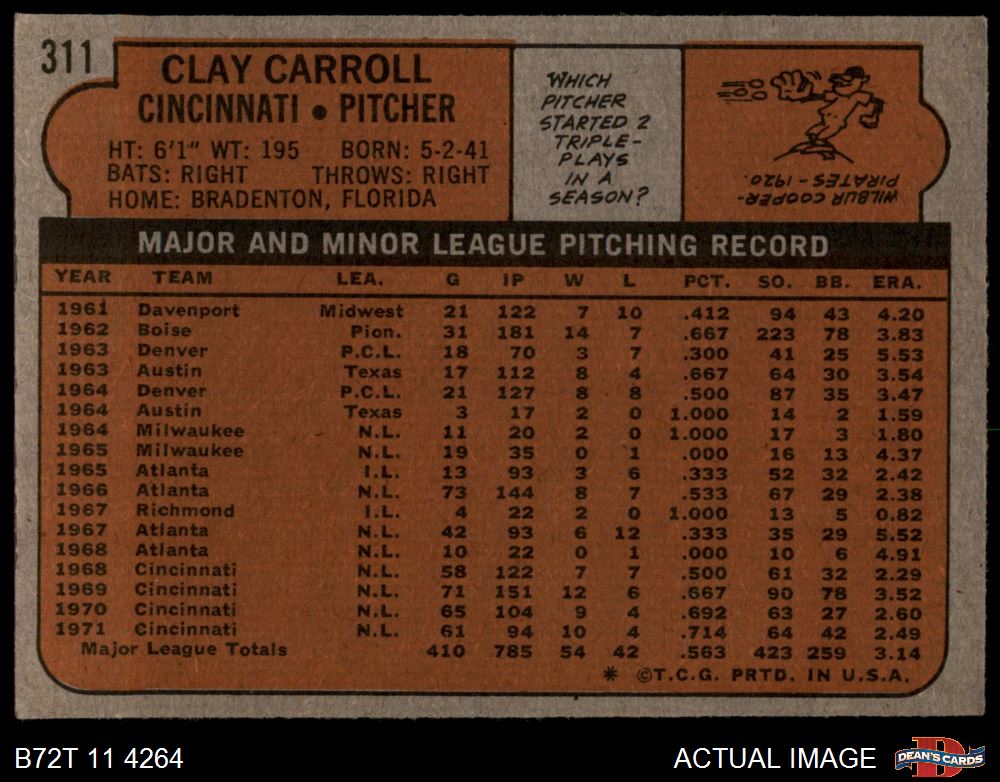 311
CLAY CARROLL
CINCINNATI • PITCHER
HT: 6'1" WT: 195 BORN: 5-2-41
BATS: RIGHT THROWS: RIGHT
HOME: BRADENTON, FLORIDA
WHICH
PITCHER
STARTED 2
TRIPLE-
PLAYS
IN A
SEASON?
WILBUR COOPER-
PIRATES-1920.
MAJOR AND MINOR LEAGUE PITCHING RECORD
YEAR TEAM LEA. G IP W L PCT. SO. BB. ERA.
1961 Davenport Midwest 21 122 7 10 .412 94 43 4.20
1962 Boise Pion. 31 181 14 7 .667 223 78 3.83
1963 Denver P.C.L. 18 70 3 7 .300 41 25 5.53
1963 Austin Texas 17 112 8 4 .667 64 30 3.54
1964 Denver P.C.L. 21 127 8 8 .500 87 35 3.47
1964 Austin Texas 3 17 2 0 1.000 14 2 1.59
1964 Milwaukee N.L. 11 20 2 0 1.000 17 3 1.80
1965 Milwaukee N.L. 19 35 0 1 .000 16 13 4.37
1965 Atlanta I.L. 13 93 3 6 .333 52 32 2.42
1966 Atlanta N.L. 73 144 8 7 .533 67 29 2.38
1967 Richmond I.L. 4 22 2 0 1.000 13 5 0.82
1967 Atlanta N.L. 42 93 6 12 .333 35 29 5.52
1968 Atlanta N.L. 10 22 0 1 .000 10 6 4.91
1968 Cincinnati N.L. 58 122 7 7 .500 61 32 2.29
1969 Cincinnati N.L. 71 151 12 6 .667 90 78 3.52
1970 Cincinnati N.L. 65 104 9 4 .692 63 27 2.60
1971 Cincinnati N.L. 61 94 10 4 .714 64 42 2.49
Major League Totals 410 785 54 42 .563 423 259 3.14
* ©T.C.G. PRTD. IN U.S.A.
B72T 11 4264
ACTUAL IMAGE
D
DEAN'S CARDS